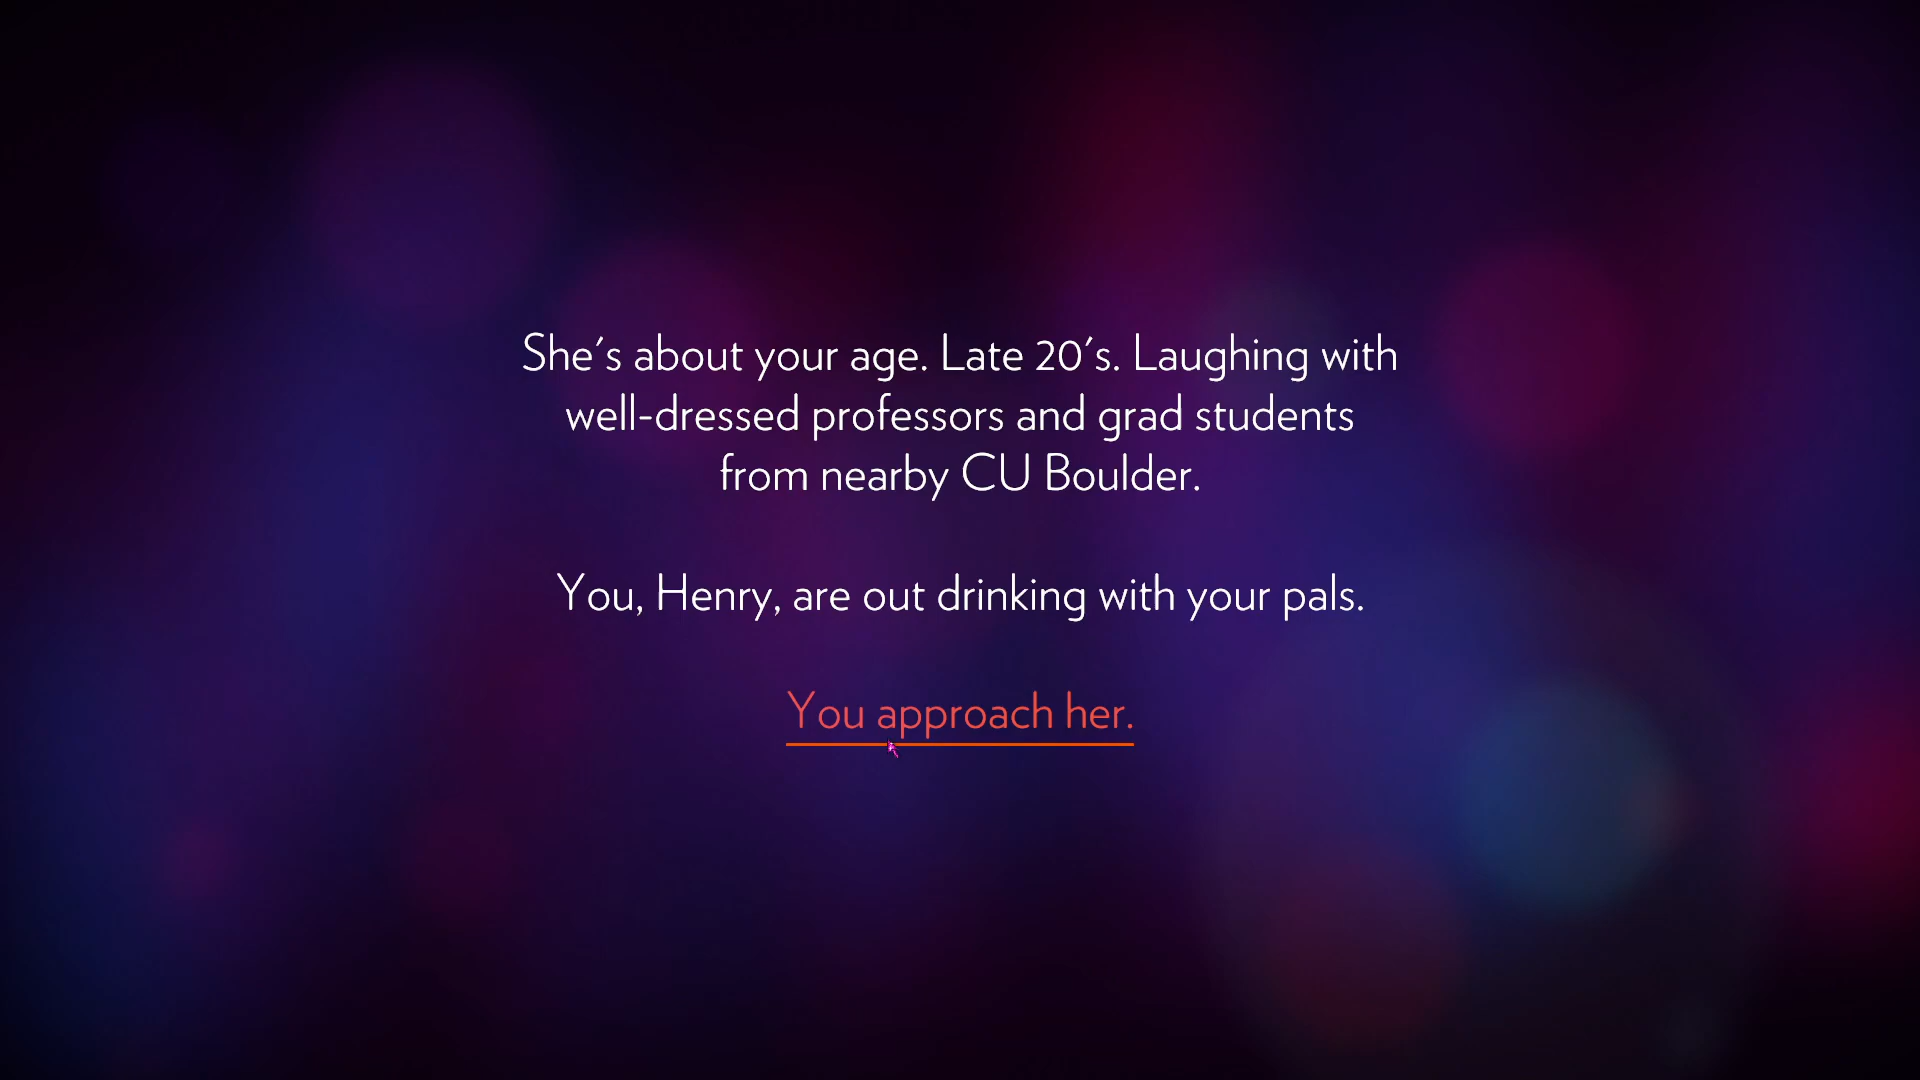 She's about your age. Late 20's. Laughing with
well-dressed professors and grad students
from nearby CU Boulder.
You, Henry, are out drinking with your pals.
You approach her.